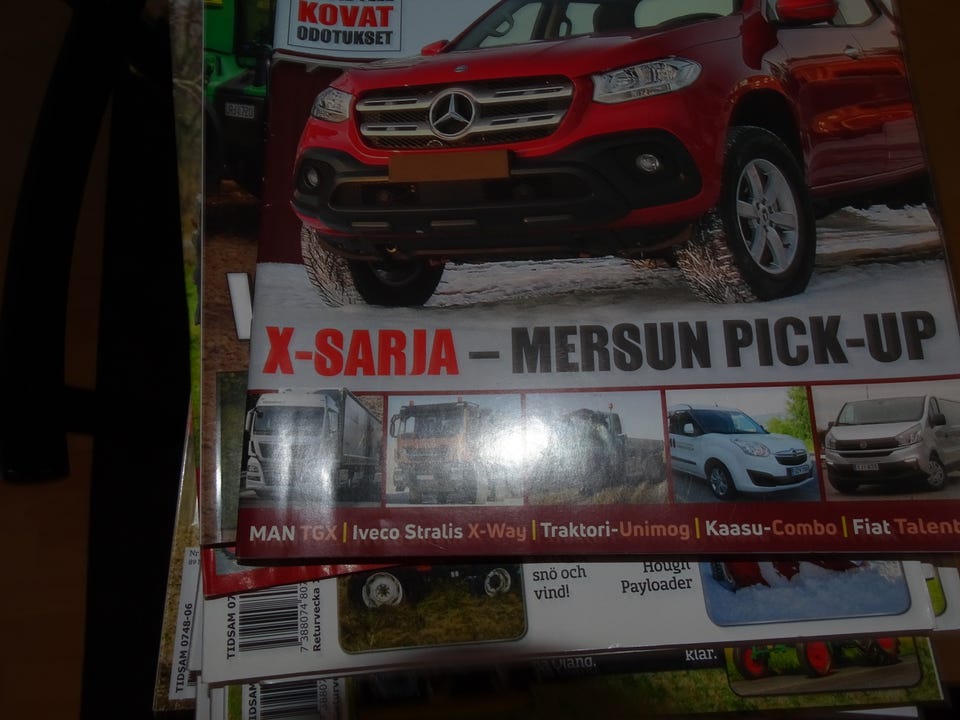 KOVAT
ODOTUKSET
X-SARJA – MERSUN PICK-UP
MAN TGX | Iveco Stralis X-Way | Traktori-Unimog | Kaasu-Combo | Fiat Talent
snö och
vind!
Hough
Payloader
TIDSAM 07
Returvecka
TIDSAM 0748-06
klar.